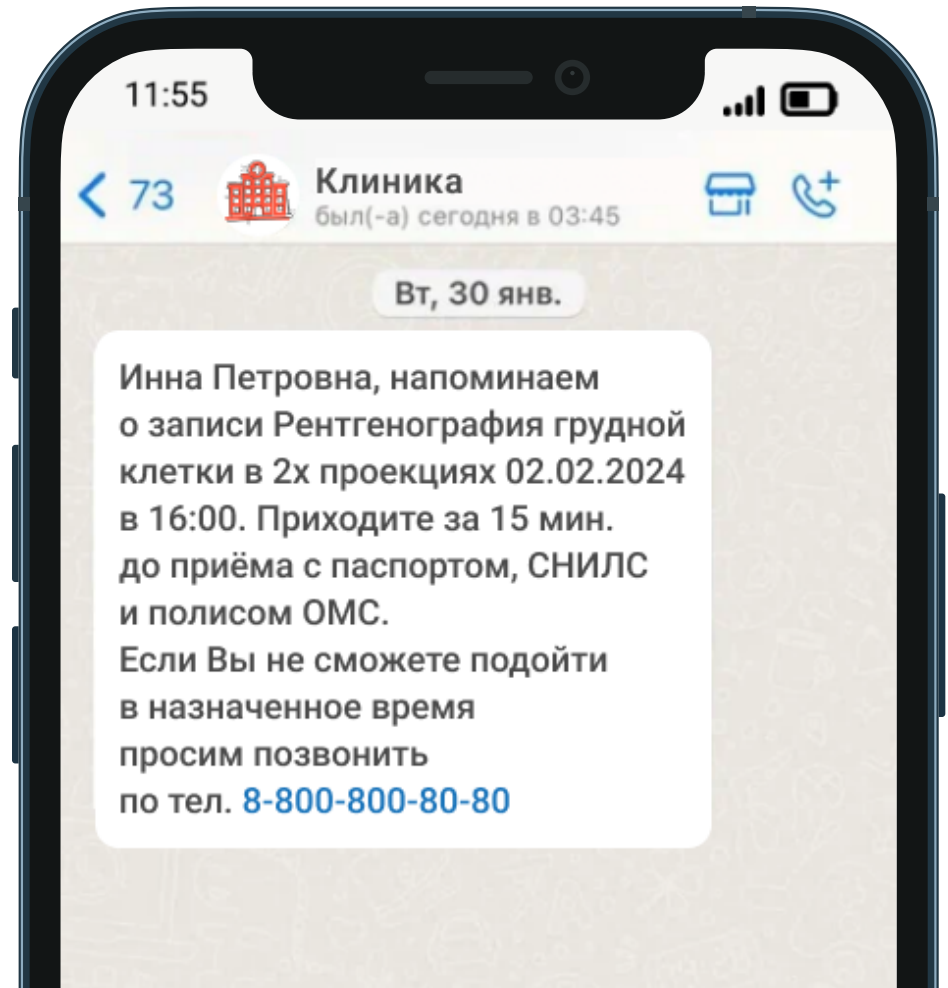 11:55
73
Клиника
был(-а) сегодня в 03:45
Вт, 30 янв.
Инна Петровна, напоминаем
о записи Рентгенография грудной
клетки в 2х проекциях 02.02.2024
в 16:00. Приходите за 15 мин.
до приёма с паспортом, СНИЛС
и полисом ОМС.
Если Вы не сможете подойти
в назначенное время
просим позвонить
по тел. 8-800-800-80-80